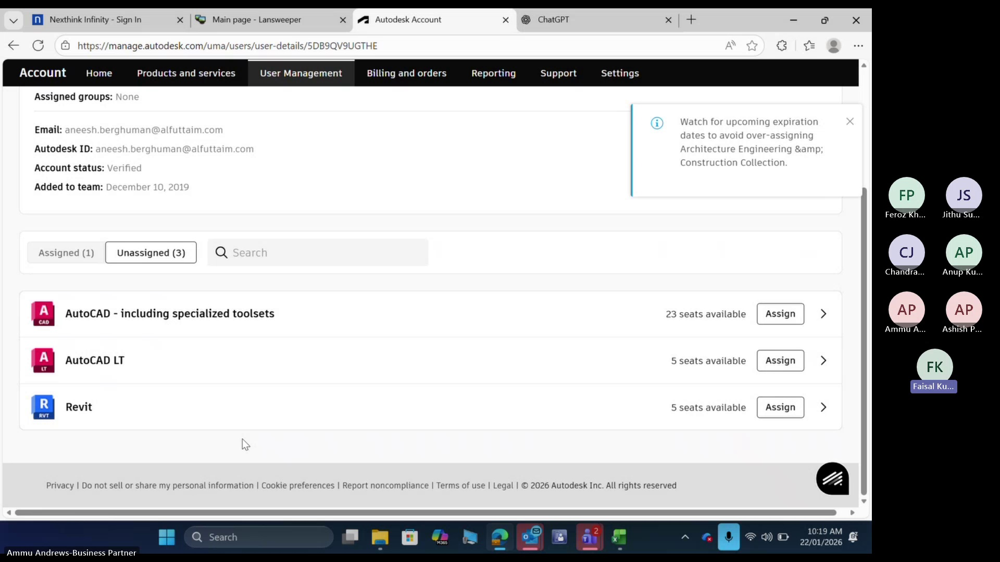 Nexthink Infinity - Sign In
Main page - Lansweeper
Autodesk Account
ChatGPT
https://manage.autodesk.com/uma/users/user-details/5DB9QV9UGTHE
Account
Home
Products and services
User Management
Billing and orders
Reporting
Support
Settings
Assigned groups: None
Email: aneesh.berghuman@alfuttaim.com
Autodesk ID: aneesh.berghuman@alfuttaim.com
Account status: Verified
Added to team: December 10, 2019
Watch for upcoming expiration
dates to avoid over-assigning
Architecture Engineering &amp;
Construction Collection.
Assigned (1)
Unassigned (3)
Search
A
CAD
AutoCAD - including specialized toolsets
23 seats available
Assign
A
LT
AutoCAD LT
5 seats available
Assign
R
RVT
Revit
5 seats available
Assign
Privacy | Do not sell or share my personal information | Cookie preferences | Report noncompliance | Terms of use | Legal | © 2026 Autodesk Inc. All rights reserved
Search
M365
2
10:19 AM
22/01/2026
Ammu Andrews-Business Partner
FP
Feroz Kh...
JS
Jithu Su...
CJ
Chandra...
AP
Anup Ku...
AP
Ammu A...
AP
Ashish P...
FK
Faisal Ku...